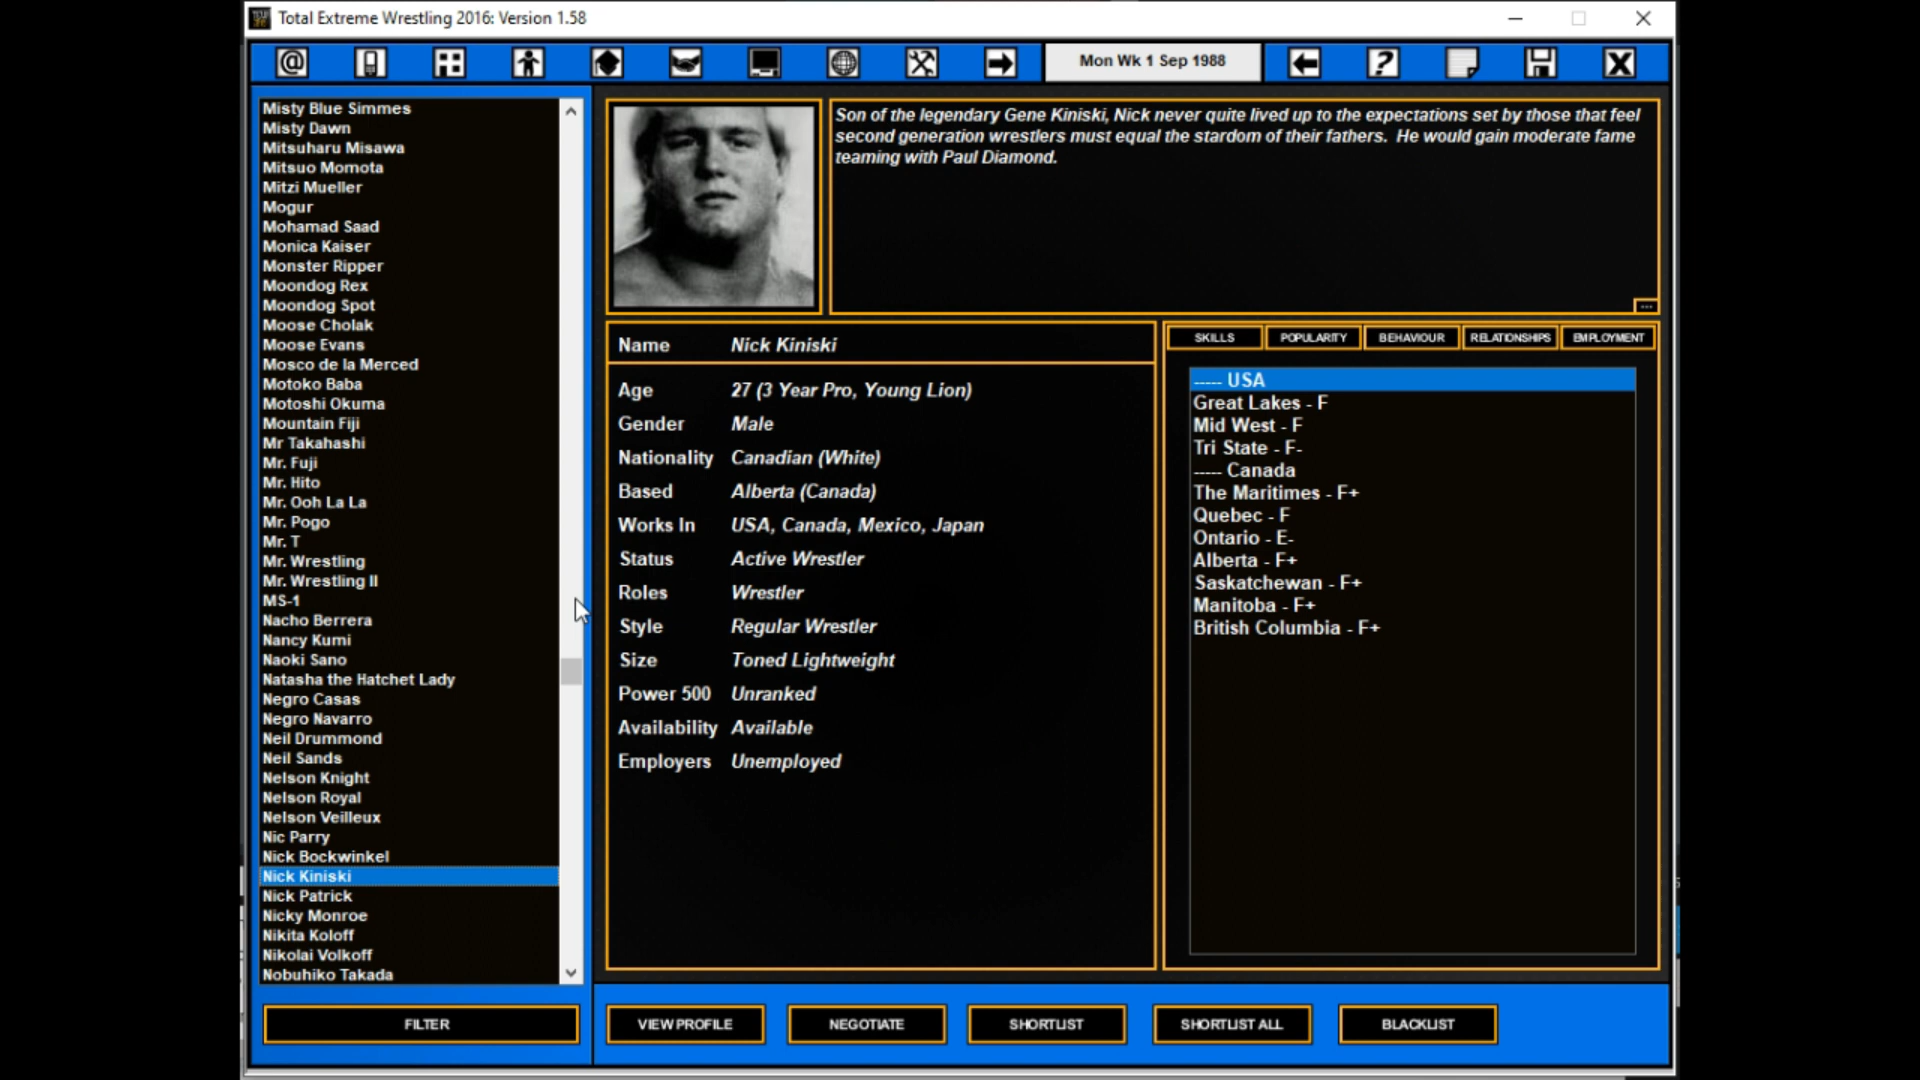 Total Extreme Wrestling 2016: Version 1.58
Mon Wk 1 Sep 1988
Misty Blue Simmes
Misty Dawn
Mitsuharu Misawa
Mitsuo Momota
Mitzi Mueller
Mogur
Mohamad Saad
Monica Kaiser
Monster Ripper
Moondog Rex
Moondog Spot
Moose Cholak
Moose Evans
Mosco de la Merced
Motoko Baba
Motoshi Okuma
Mountain Fiji
Mr Takahashi
Mr. Fuji
Mr. Hito
Mr. Ooh La La
Mr. Pogo
Mr. T
Mr. Wrestling
Mr. Wrestling II
MS-1
Nacho Berrera
Nancy Kumi
Naoki Sano
Natasha the Hatchet Lady
Negro Casas
Negro Navarro
Neil Drummond
Neil Sands
Nelson Knight
Nelson Royal
Nelson Veilleux
Nic Parry
Nick Bockwinkel
Nick Kiniski
Nick Patrick
Nicky Monroe
Nikita Koloff
Nikolai Volkoff
Nobuhiko Takada
FILTER
Son of the legendary Gene Kiniski, Nick never quite lived up to the expectations set by those that feel
second generation wrestlers must equal the stardom of their fathers. He would gain moderate fame
teaming with Paul Diamond.
...
Name Nick Kiniski
Age 27 (3 Year Pro, Young Lion)
Gender Male
Nationality Canadian (White)
Based Alberta (Canada)
Works In USA, Canada, Mexico, Japan
Status Active Wrestler
Roles Wrestler
Style Regular Wrestler
Size Toned Lightweight
Power 500 Unranked
Availability Available
Employers Unemployed
SKILLS POPULARITY BEHAVIOUR RELATIONSHIPS EMPLOYMENT
----- USA
Great Lakes - F
Mid West - F
Tri State - F-
----- Canada
The Maritimes - F+
Quebec - F
Ontario - E-
Alberta - F+
Saskatchewan - F+
Manitoba - F+
British Columbia - F+
VIEW PROFILE NEGOTIATE SHORTLIST SHORTLIST ALL BLACKLIST